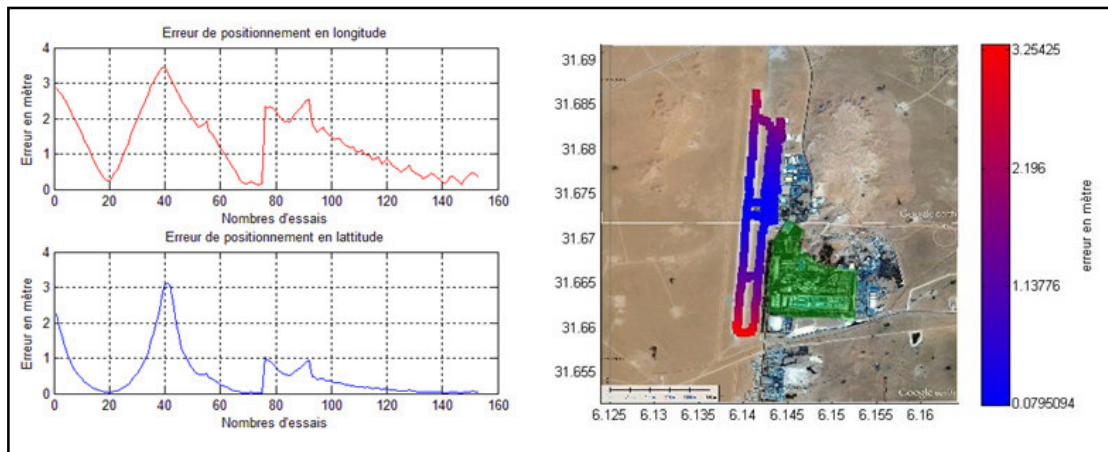 Erreur de positionnement en longitude
Erreur en mètre
4
3
2
1
0
0 20 40 60 80 100 120 140 160
Nombres d'essais
Erreur de positionnement en lattitude
Erreur en mètre
4
3
2
1
0
0 20 40 60 80 100 120 140 160
Nombres d'essais
31.69
31.685
31.68
31.675
31.67
31.665
31.66
31.655
6.125 6.13 6.135 6.14 6.145 6.15 6.155 6.16
Google earth
Google earth
3.25425
2.196
1.13776
0.0795094
erreur en mètre